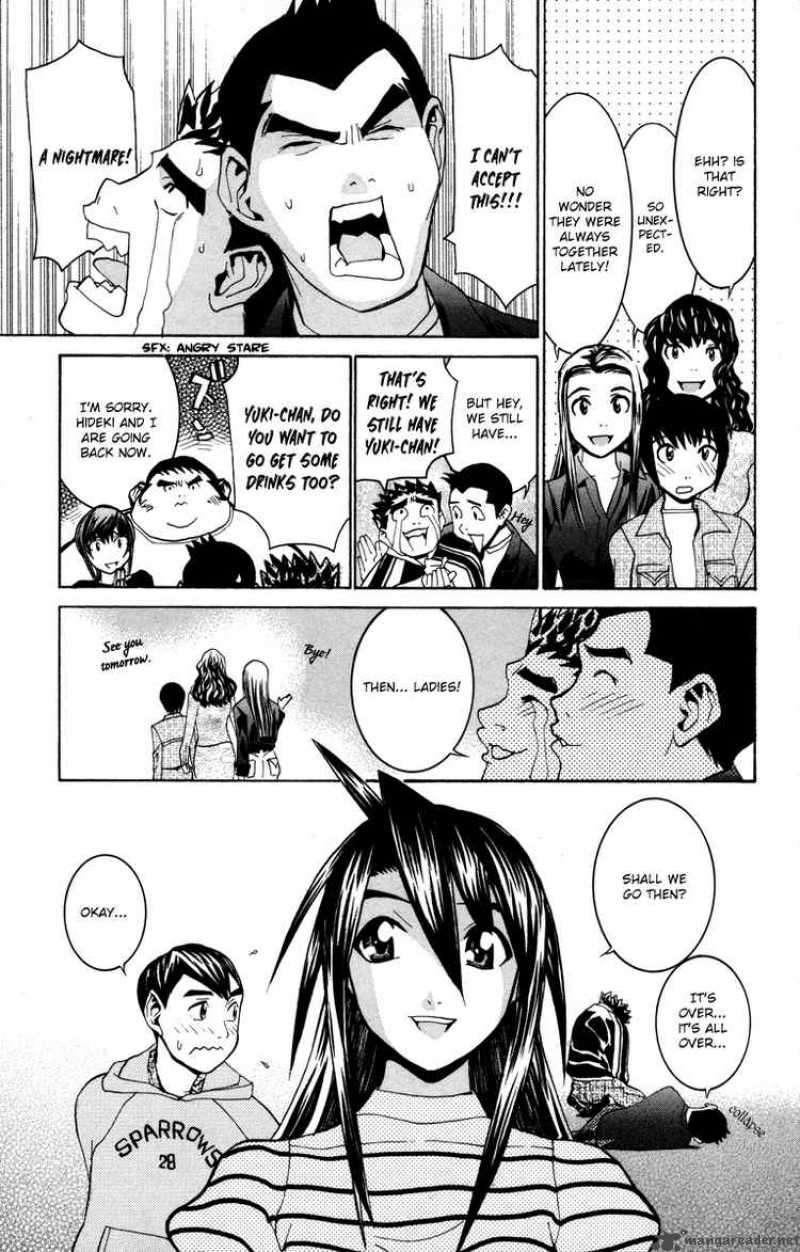 EHH? IS
THAT
RIGHT?
SO
UNEX-
PECT-
ED.
NO
WONDER
THEY WERE
ALWAYS
TOGETHER
LATELY!
I CAN'T
ACCEPT
THIS!!!
A NIGHTMARE!
BUT HEY,
WE STILL
HAVE...
Hey
THAT'S
RIGHT! WE
STILL HAVE
YUKI-CHAN!
SFX: ANGRY STARE
YUKI-CHAN, DO
YOU WANT TO
GO GET SOME
DRINKS TOO?
I'M SORRY.
HIDEKI AND I
ARE GOING
BACK NOW.
THEN... LADIES!
Bye!
See you
tomorrow.
SHALL WE
GO THEN?
IT'S
OVER...
IT'S ALL
OVER...
collapse
OKAY...
SPARROWS
28
mangareader.net